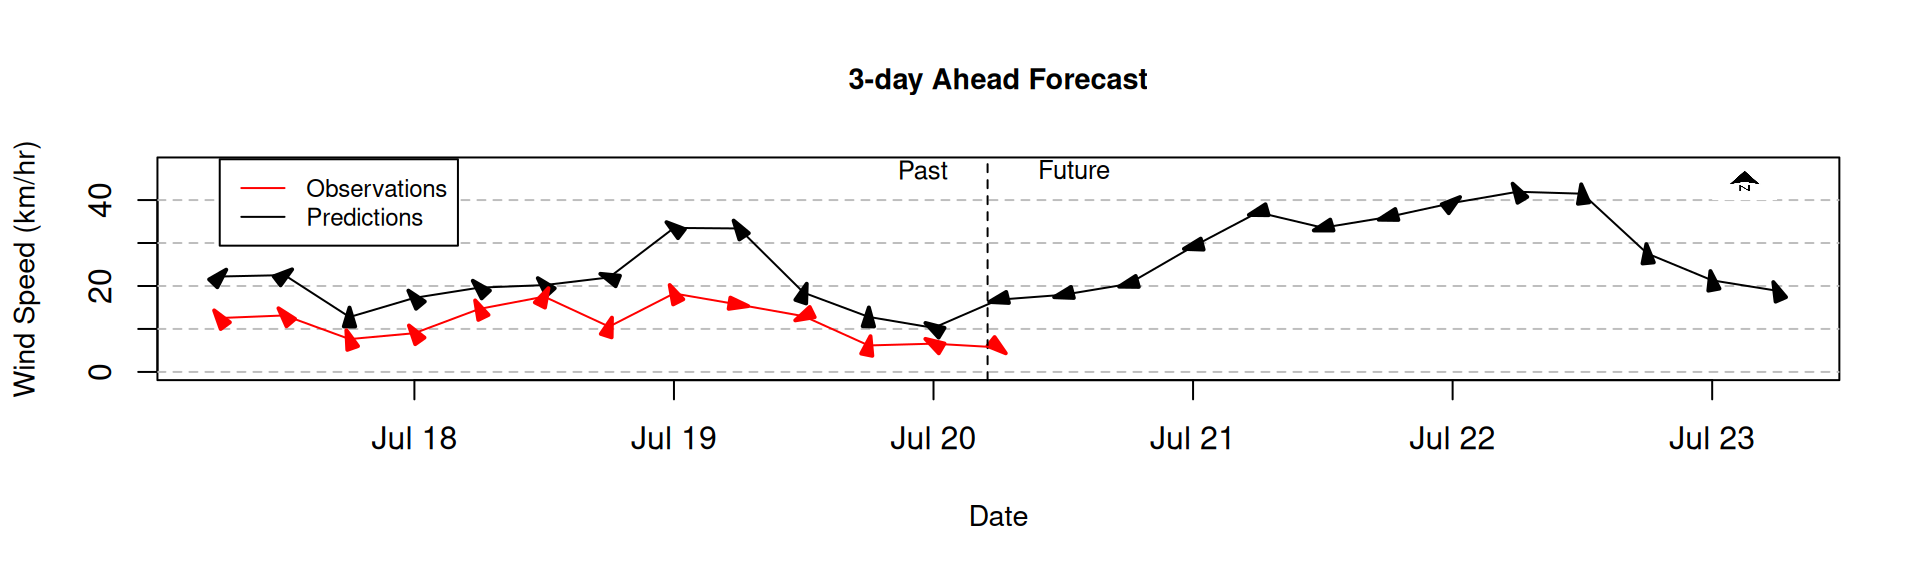 3-day Ahead Forecast
Wind Speed (km/hr)
40
20
0
Observations
Predictions
Past
Future
N
Jul 18
Jul 19
Jul 20
Jul 21
Jul 22
Jul 23
Date